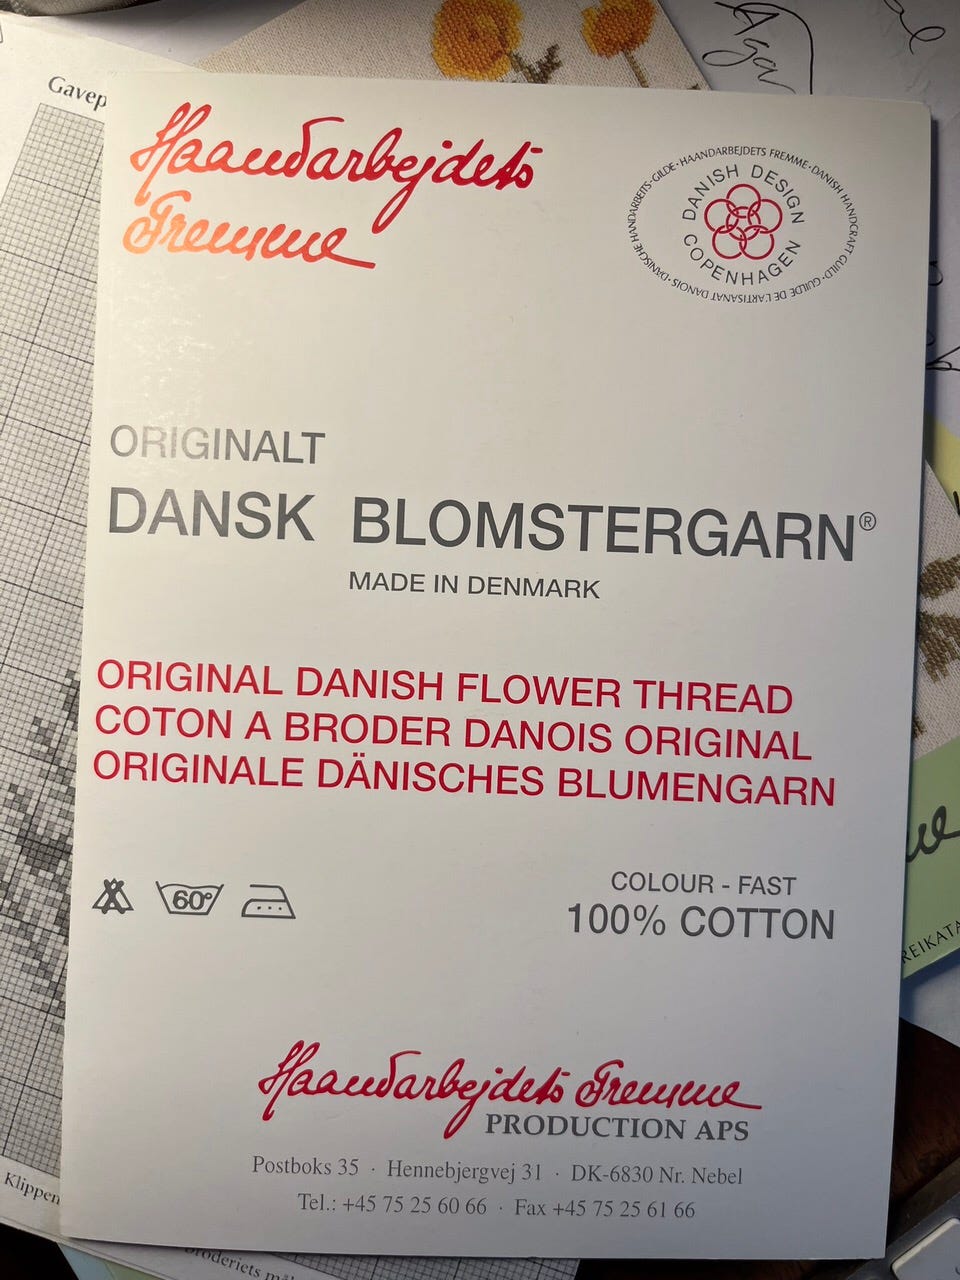 Haandarbejdets
Fremme
HAANDARBEJDETS FREMME · DANISH HANDCRAFT GUILD · GUILDE DE L'ARTISANAT DANOIS · DÄNISCHE HANDARBEITS-GILDE ·
DANISH DESIGN
COPENHAGEN
ORIGINALT
DANSK BLOMSTERGARN®
MADE IN DENMARK
ORIGINAL DANISH FLOWER THREAD
COTON A BRODER DANOIS ORIGINAL
ORIGINALE DÄNISCHES BLUMENGARN
60°
COLOUR - FAST
100% COTTON
Haandarbejdets Fremme
PRODUCTION APS
Postboks 35 · Hennebjergvej 31 · DK-6830 Nr. Nebel
Tel.: +45 75 25 60 66 · Fax +45 75 25 61 66
Gavep
Klippen
broderiets
REIKATA